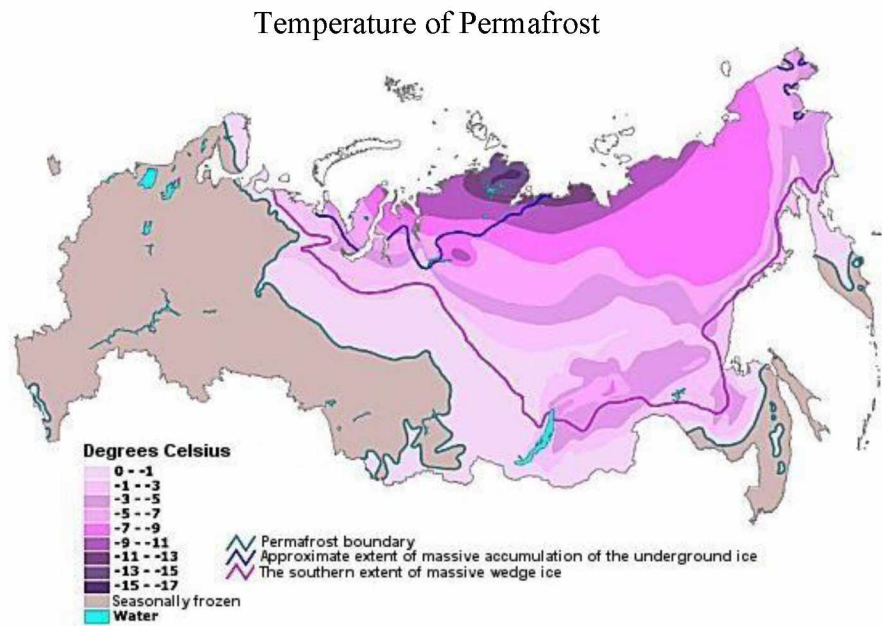 Temperature of Permafrost
Degrees Celsius
0 - -1
-1 - -3
-3 - -5
-5 - -7
-7 - -9
-9 - -11
-11 - -13
-13 - -15
-15 - -17
Seasonally frozen
Water
Permafrost boundary
Approximate extent of massive accumulation of the underground ice
The southern extent of massive wedge ice